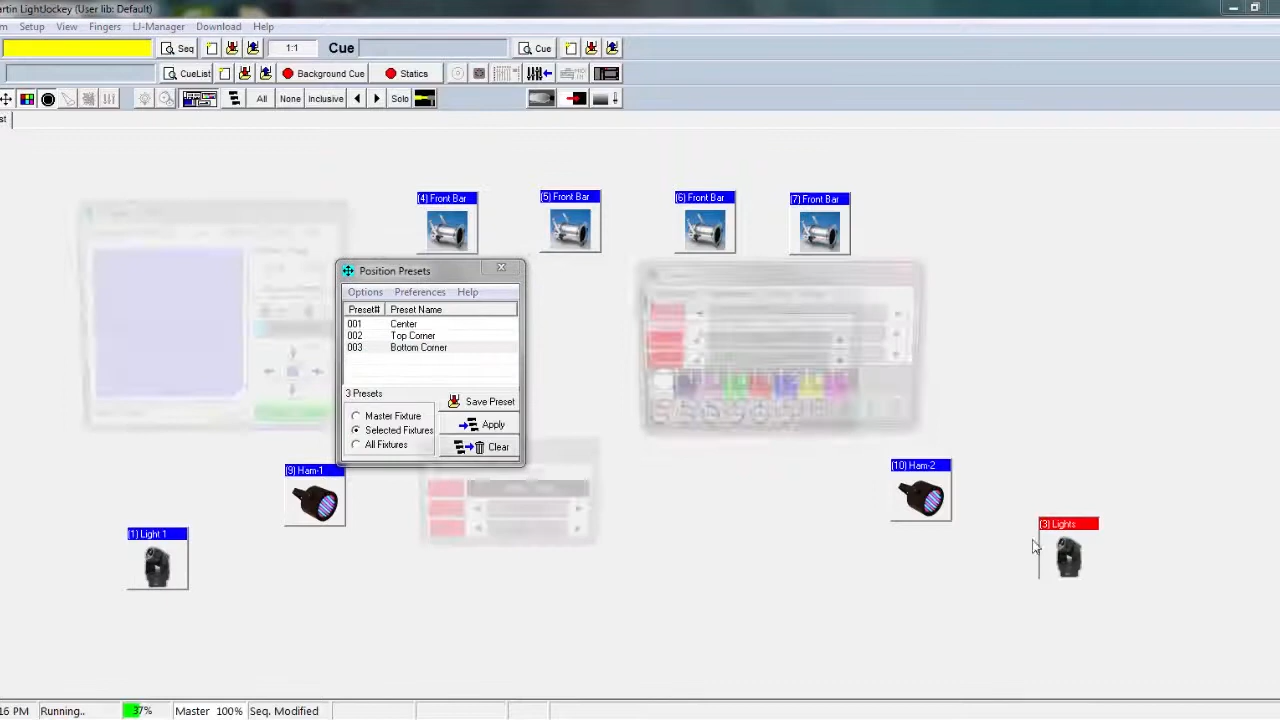 artin LightJockey (User lib: Default)
m Setup View Fingers LJ-Manager Download Help
Seq 1:1 Cue Cue
CueList Background Cue Statics
All None Inclusive Solo
st
(4) Front Bar (5) Front Bar (6) Front Bar (7) Front Bar
Position Presets
Options Preferences Help
Preset# Preset Name
001 Center
002 Top Corner
003 Bottom Corner
3 Presets
Save Preset
Master Fixture
Selected Fixtures
All Fixtures
Apply
Clear
(9) Ham-1 (10) Ham-2
(1) Light 1 (3) Lights
16 PM Running.. 37% Master 100% Seq. Modified